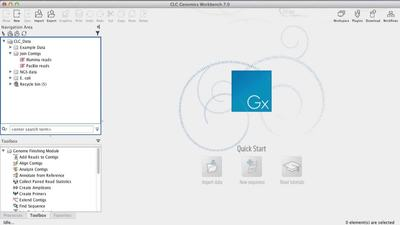 CLC Genomics Workbench 7.0
Show New Save Import Export Graphics Print Undo Redo Cut Copy Paste Delete Workspace Plugins Download Workflows
Navigation Area
CLC_Data
Example Data
Join Contigs
Illumina reads
PacBio reads
NGS data
E. coli
Recycle bin (5)
<enter search term>
Toolbox
Genome Finishing Module
Add Reads to Contigs
Align Contigs
Analyze Contigs
Annotate from Reference
Collect Paired Read Statistics
Create Amplicons
Create Primers
Extend Contigs
Find Sequence
Processes Toolbox Favorites
Idle...
Gx
Quick Start
Import data New sequence Read tutorials
0 element(s) are selected